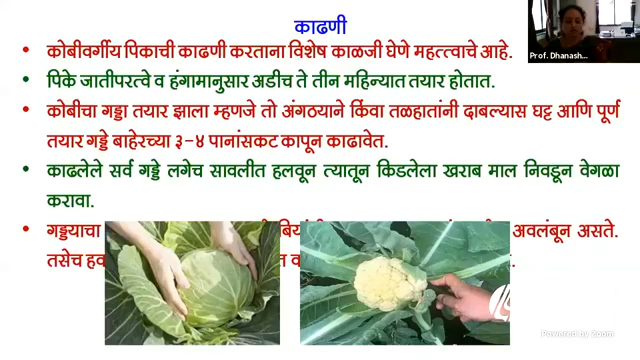 काढणी
कोबीवर्गीय पिकाची काढणी करताना विशेष काळजी घेणे महत्त्वाचे आहे.
पिके जातीपरत्वे व हंगामानुसार अडीच ते तीन महिन्यात तयार होतात.
कोबीचा गड्डा तयार झाला म्हणजे तो अंगठयाने किंवा तळहातांनी दाबल्यास घट्ट आणि पूर्ण
तयार गड्डे बाहेरच्या ३-४ पानांसकट कापून काढावेत.
काढलेले सर्व गड्डे लगेच सावलीत हलवून त्यातून किडलेला खराब माल निवडून वेगळा
करावा.
गड्डयाचा अवलंबून असते.
तसेच
Prof. Dhanash...
Powered by Zoom